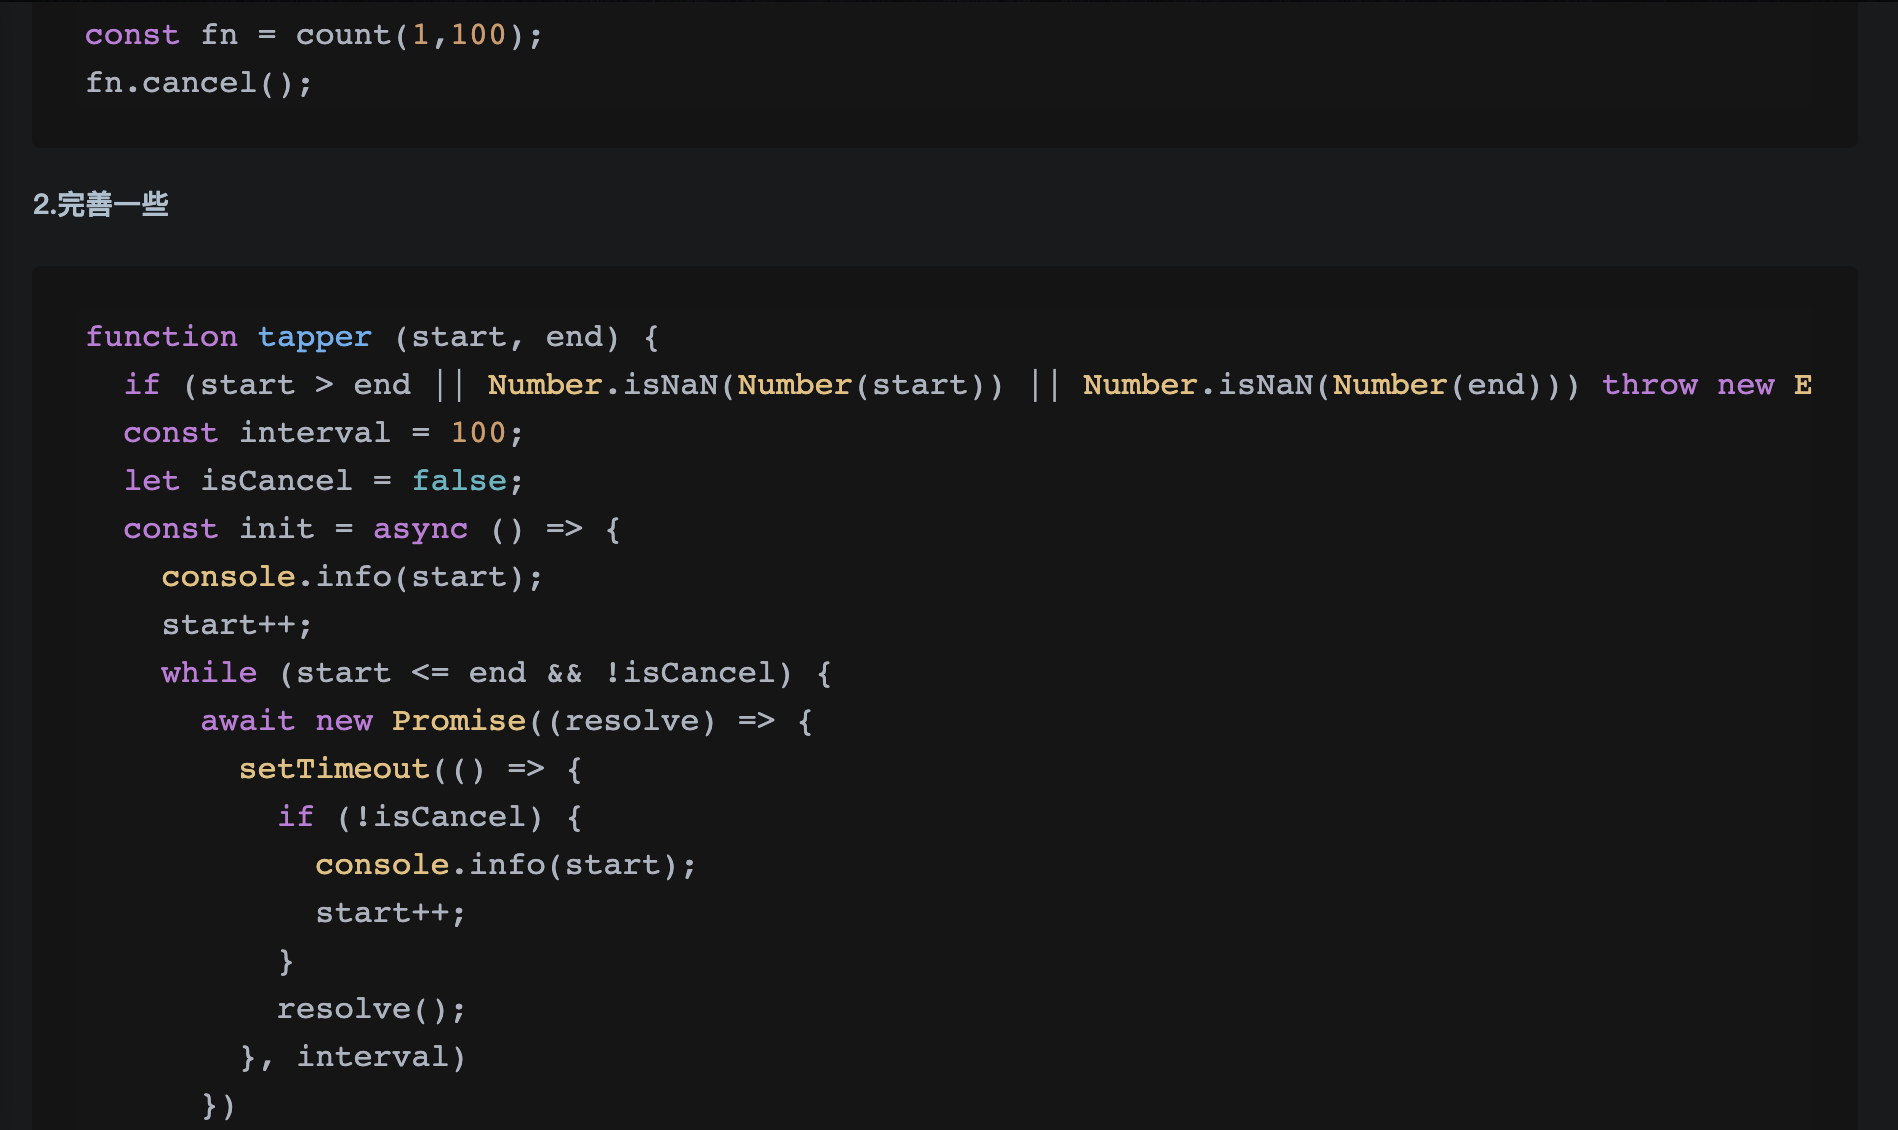 const fn = count(1,100);
fn.cancel();
2.完善一些
function tapper (start, end) {
  if (start > end || Number.isNaN(Number(start)) || Number.isNaN(Number(end))) throw new E
  const interval = 100;
  let isCancel = false;
  const init = async () => {
    console.info(start);
    start++;
    while (start <= end && !isCancel) {
      await new Promise((resolve) => {
        setTimeout(() => {
          if (!isCancel) {
            console.info(start);
            start++;
          }
          resolve();
        }, interval)
      })